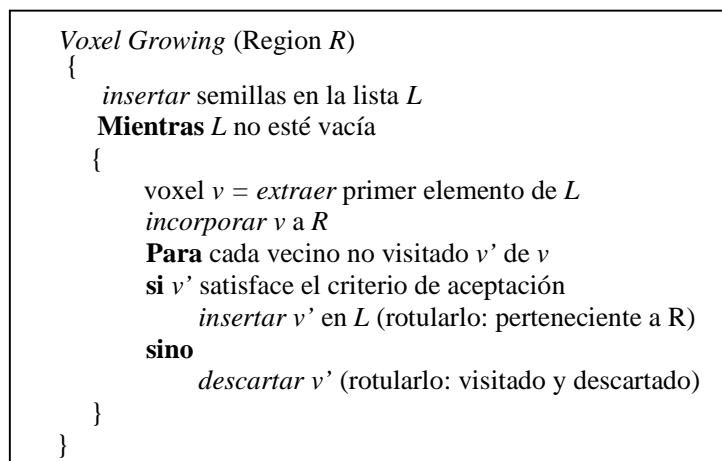 Voxel Growing (Region R)
{
insertar semillas en la lista L
Mientras L no esté vacía
{
voxel v = extraer primer elemento de L
incorporar v a R
Para cada vecino no visitado v’ de v
si v’ satisface el criterio de aceptación
insertar v’ en L (rotularlo: perteneciente a R)
sino
descartar v’ (rotularlo: visitado y descartado)
}
}